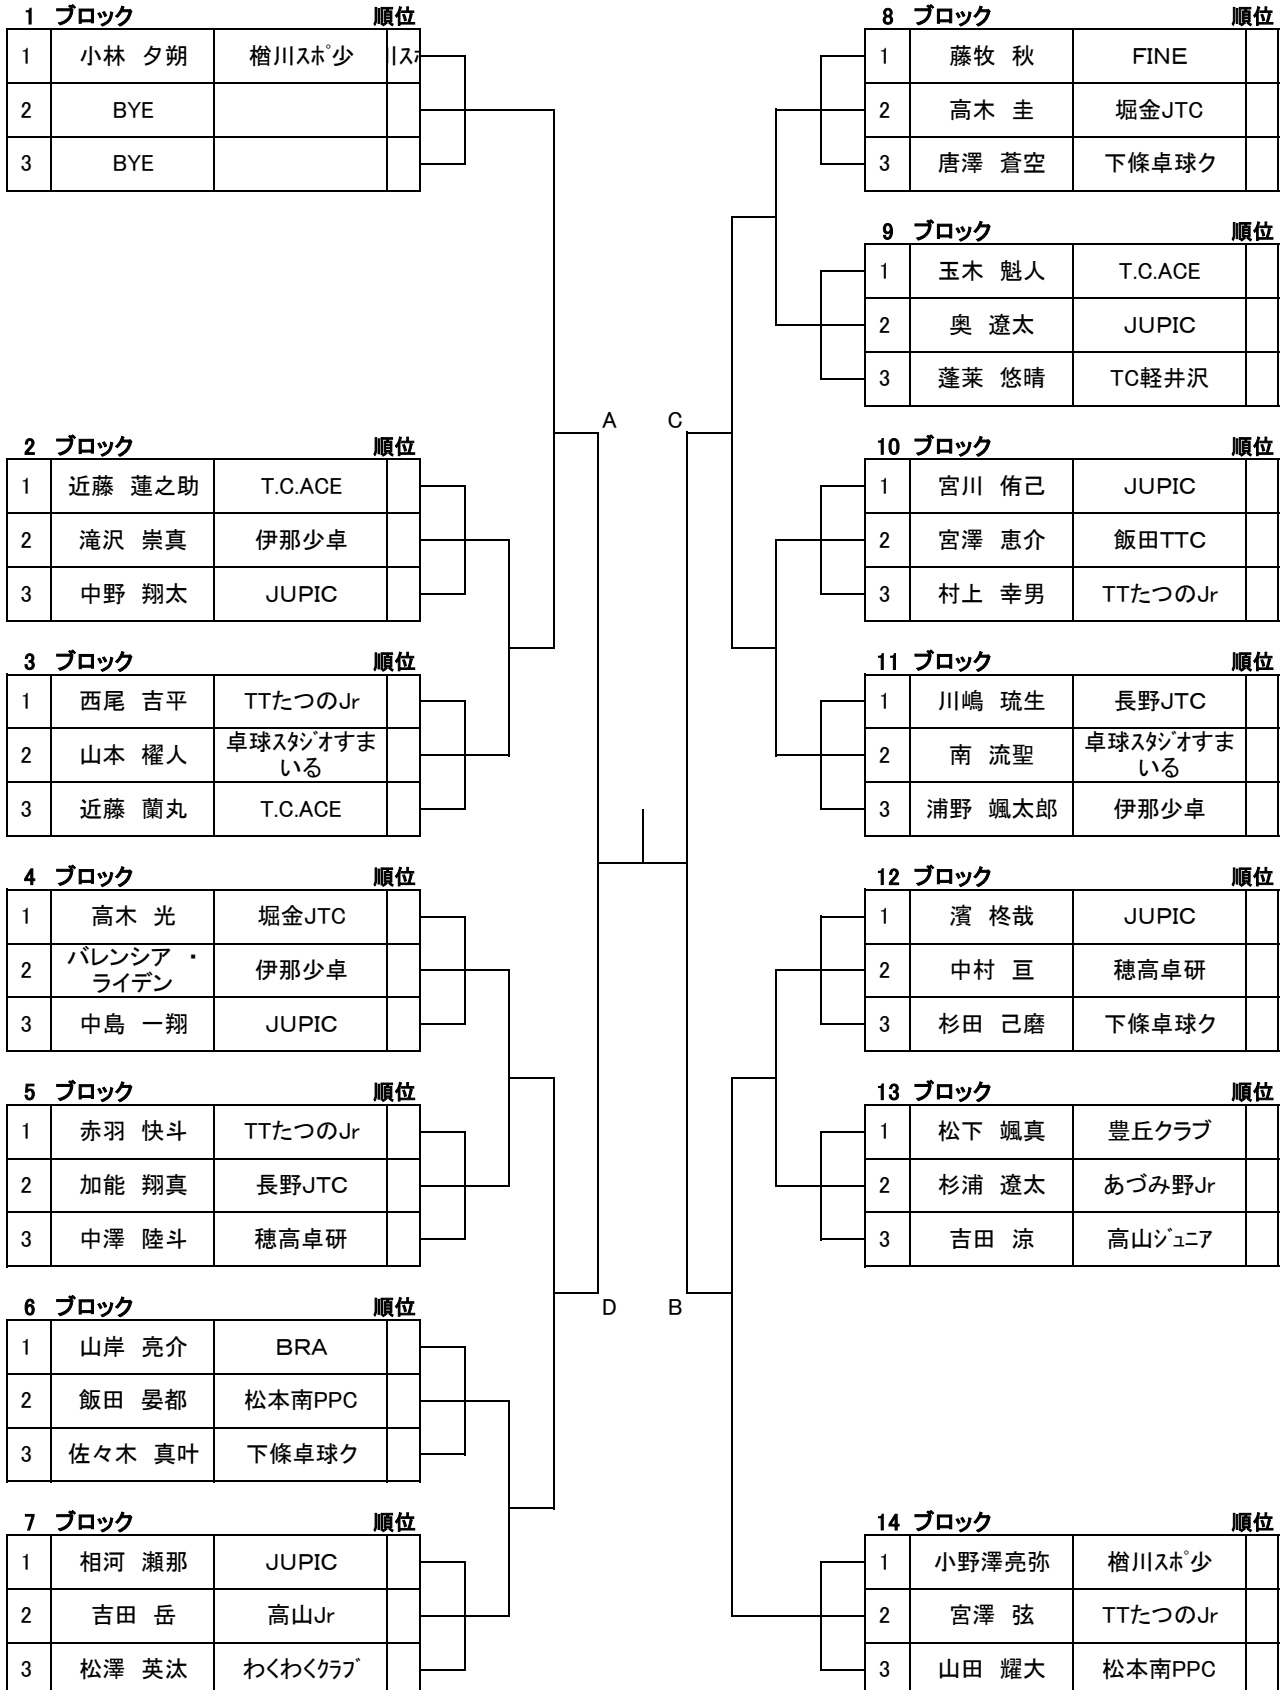 1 ブロック 順位
1 小林 夕朔 楢川ｽﾎﾟ少
2 BYE
3 BYE
2 ブロック 順位
1 近藤 蓮之助 T.C.ACE
2 滝沢 崇真 伊那少卓
3 中野 翔太 JUPIC
3 ブロック 順位
1 西尾 吉平 TTたつのJr
2 山本 櫂人 卓球ｽﾀｼﾞｵすま
いる
3 近藤 蘭丸 T.C.ACE
4 ブロック 順位
1 高木 光 堀金JTC
2 バレンシア ・
ライデン 伊那少卓
3 中島 一翔 JUPIC
5 ブロック 順位
1 赤羽 快斗 TTたつのJr
2 加能 翔真 長野JTC
3 中澤 陸斗 穂高卓研
6 ブロック 順位
1 山岸 亮介 BRA
2 飯田 晏都 松本南PPC
3 佐々木 真叶 下條卓球ク
7 ブロック 順位
1 相河 瀬那 JUPIC
2 吉田 岳 高山Jr
3 松澤 英汰 わくわくｸﾗﾌﾞ
A
D
C
B
8 ブロック 順位
1 藤牧 秋 FINE
2 高木 圭 堀金JTC
3 唐澤 蒼空 下條卓球ク
9 ブロック 順位
1 玉木 魁人 T.C.ACE
2 奥 遼太 JUPIC
3 蓬莱 悠晴 TC軽井沢
10 ブロック 順位
1 宮川 侑己 JUPIC
2 宮澤 恵介 飯田TTC
3 村上 幸男 TTたつのJr
11 ブロック 順位
1 川嶋 琉生 長野JTC
2 南 流聖 卓球ｽﾀｼﾞｵすま
いる
3 浦野 颯太郎 伊那少卓
12 ブロック 順位
1 濱 柊哉 JUPIC
2 中村 亘 穂高卓研
3 杉田 己磨 下條卓球ク
13 ブロック 順位
1 松下 颯真 豊丘クラブ
2 杉浦 遼太 あづみ野Jr
3 吉田 涼 高山ｼﾞｭﾆｱ
14 ブロック 順位
1 小野澤亮弥 楢川ｽﾎﾟ少
2 宮澤 弦 TTたつのJr
3 山田 耀大 松本南PPC